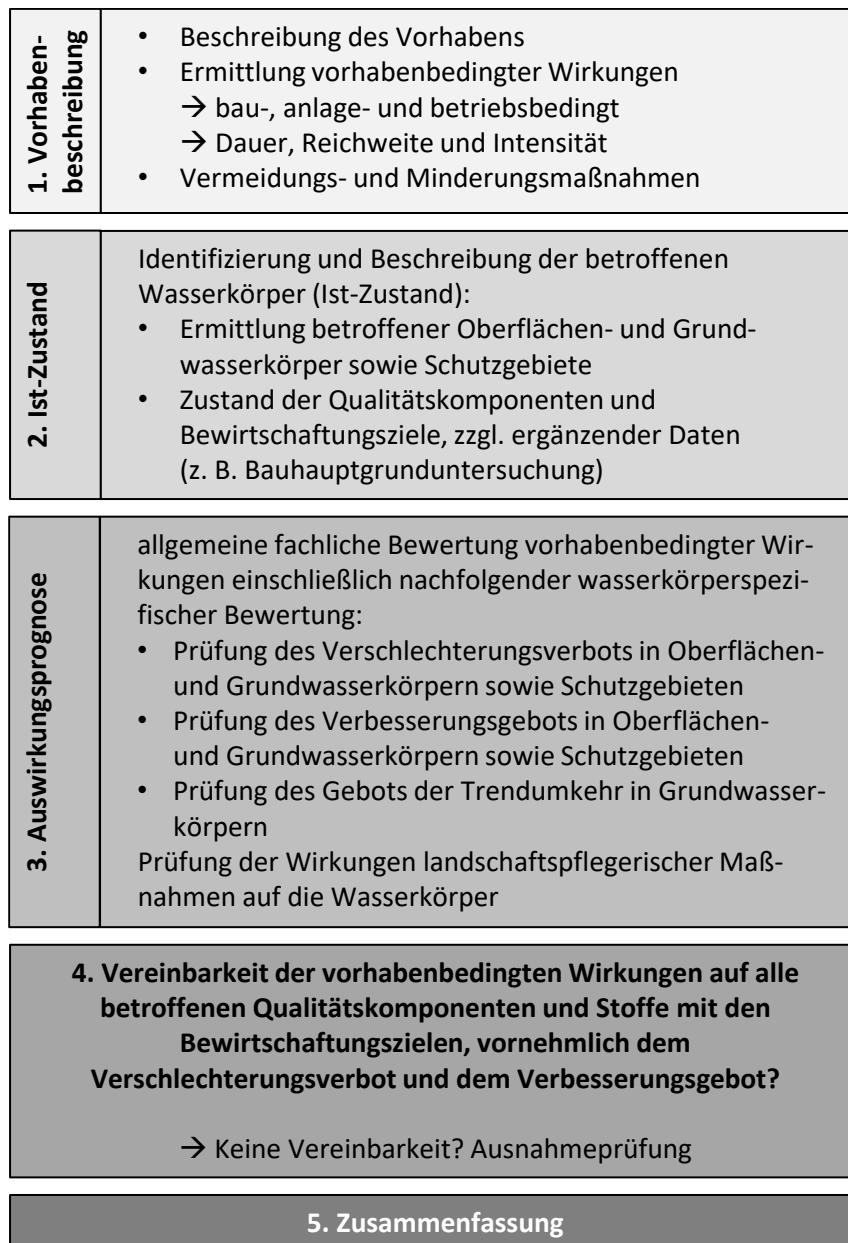 1. Vorhaben-
beschreibung
• Beschreibung des Vorhabens
• Ermittlung vorhabenbedingter Wirkungen
→ bau-, anlage- und betriebsbedingt
→ Dauer, Reichweite und Intensität
• Vermeidungs- und Minderungsmaßnahmen
2. Ist-Zustand
Identifizierung und Beschreibung der betroffenen
Wasserkörper (Ist-Zustand):
• Ermittlung betroffener Oberflächen- und Grund-
wasserkörper sowie Schutzgebiete
• Zustand der Qualitätskomponenten und
Bewirtschaftungsziele, zzgl. ergänzender Daten
(z. B. Bauhauptgrunduntersuchung)
3. Auswirkungsprognose
allgemeine fachliche Bewertung vorhabenbedingter Wir-
kungen einschließlich nachfolgender wasserkörperspezi-
fischer Bewertung:
• Prüfung des Verschlechterungsverbots in Oberflächen-
und Grundwasserkörpern sowie Schutzgebieten
• Prüfung des Verbesserungsgebots in Oberflächen-
und Grundwasserkörpern sowie Schutzgebieten
• Prüfung des Gebots der Trendumkehr in Grundwasser-
körpern
Prüfung der Wirkungen landschaftspflegerischer Maß-
nahmen auf die Wasserkörper
4. Vereinbarkeit der vorhabenbedingten Wirkungen auf alle
betroffenen Qualitätskomponenten und Stoffe mit den
Bewirtschaftungszielen, vornehmlich dem
Verschlechterungsverbot und dem Verbesserungsgebot?
→ Keine Vereinbarkeit? Ausnahmeprüfung
5. Zusammenfassung